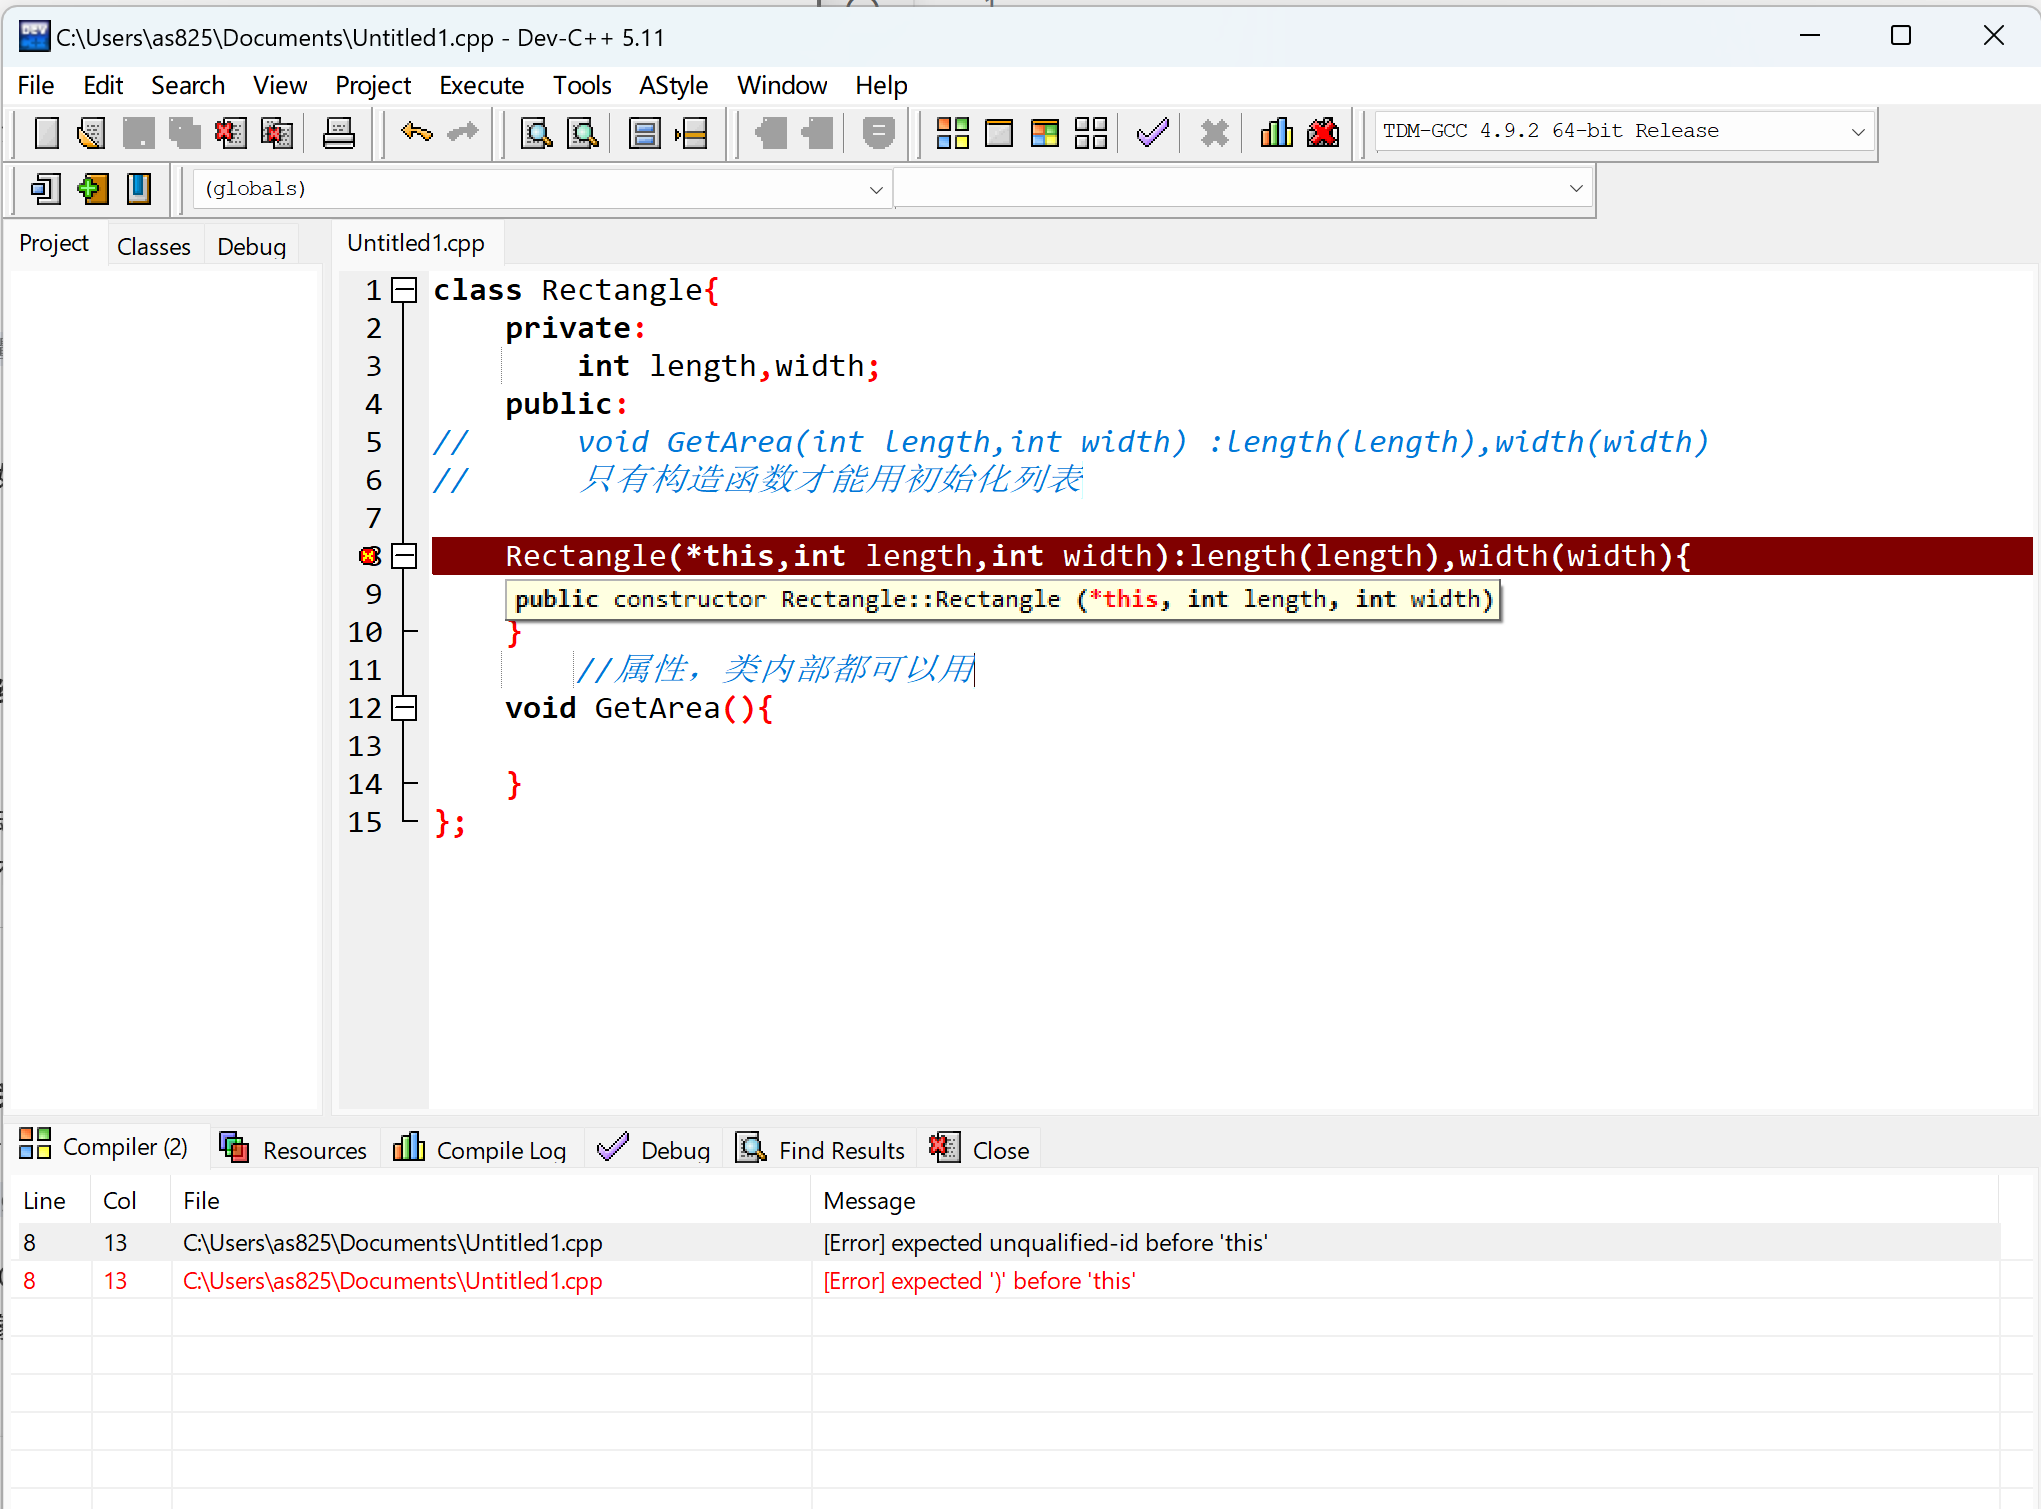 C:\Users\as825\Documents\Untitled1.cpp - Dev-C++ 5.11
File Edit Search View Project Execute Tools AStyle Window Help
TDM-GCC 4.9.2 64-bit Release
(globals)
Project Classes Debug Untitled1.cpp
1 class Rectangle{
2 private:
3 int length,width;
4 public:
5 // void GetArea(int length,int width) :length(length),width(width)
6 // 只有构造函数才能用初始化列表
7
8 Rectangle(*this,int length,int width):length(length),width(width){
9 public constructor Rectangle::Rectangle (*this, int length, int width)
10 }
11 //属性，类内部都可以用
12 void GetArea(){
13
14 }
15 };
Compiler (2) Resources Compile Log Debug Find Results Close
Line Col File Message
8 13 C:\Users\as825\Documents\Untitled1.cpp [Error] expected unqualified-id before 'this'
8 13 C:\Users\as825\Documents\Untitled1.cpp [Error] expected ')' before 'this'